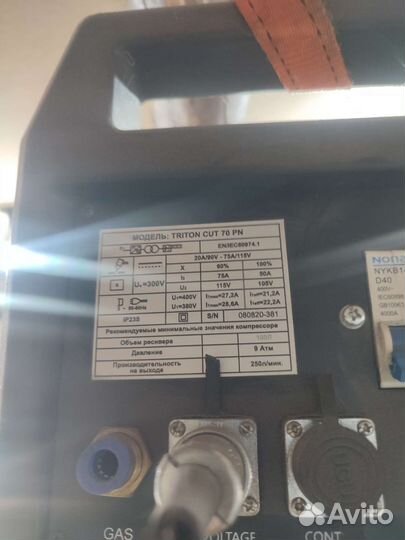 МОДЕЛЬ: TRITON CUT 70 PN
EN/IEC60974.1
20A/90V - 75A/115V
X 60% 100%
I₂ 75A 50A
U₀=300V
U₂ 115V 105V
U₁=400V I₁max=27,2A I₁eff=21,2A
U₁=380V I₁max=28,6A I₁eff=22,2A
IP23S S/N 080820-381
Рекомендуемые минимальные значения компрессора
Объем ресивера
Давление 9 Атм
Производительность на выходе 250л/мин.
D40
400V~
4000A
GAS
VOLTAGE
CONT
Avito